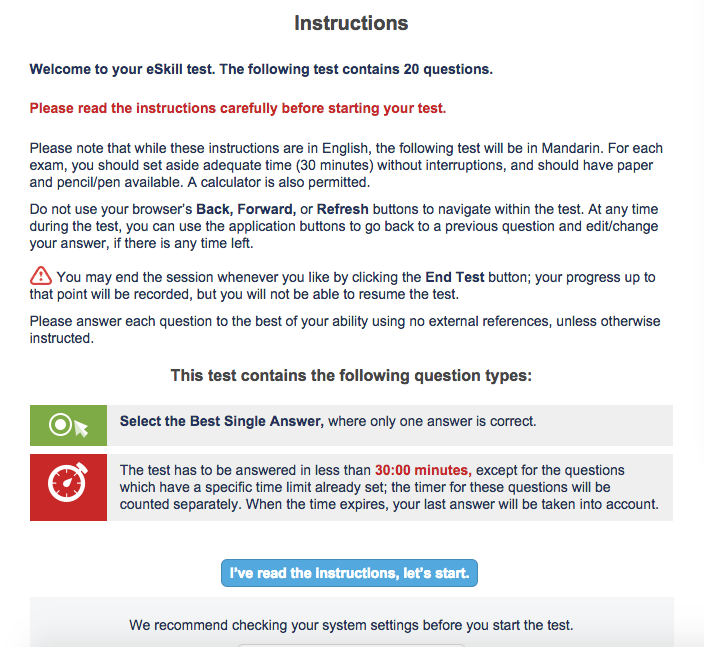 Instructions
Welcome to your eSkill test. The following test contains 20 questions.
Please read the instructions carefully before starting your test.
Please note that while these instructions are in English, the following test will be in Mandarin. For each
exam, you should set aside adequate time (30 minutes) without interruptions, and should have paper
and pencil/pen available. A calculator is also permitted.
Do not use your browser's Back, Forward, or Refresh buttons to navigate within the test. At any time
during the test, you can use the application buttons to go back to a previous question and edit/change
your answer, if there is any time left.
You may end the session whenever you like by clicking the End Test button; your progress up to
that point will be recorded, but you will not be able to resume the test.
Please answer each question to the best of your ability using no external references, unless otherwise
instructed.
This test contains the following question types:
Select the Best Single Answer, where only one answer is correct.
The test has to be answered in less than 30:00 minutes, except for the questions
which have a specific time limit already set; the timer for these questions will be
counted separately. When the time expires, your last answer will be taken into account.
I've read the Instructions, let's start.
We recommend checking your system settings before you start the test.